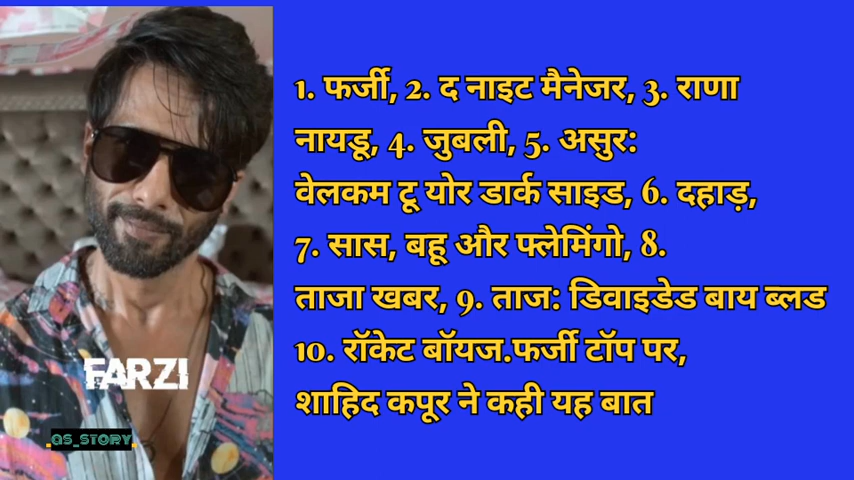 1. फर्जी, 2. द नाइट मैनेजर, 3. राणा
नायडू, 4. जुबली, 5. असुर:
वेलकम टू योर डार्क साइड, 6. दहाड़,
7. सास, बहू और फ्लेमिंगो, 8.
ताजा खबर, 9. ताज: डिवाइडेड बाय ब्लड
10. रॉकेट बॉयज.फर्जी टॉप पर,
शाहिद कपूर ने कही यह बात
FARZI
QS_STORY